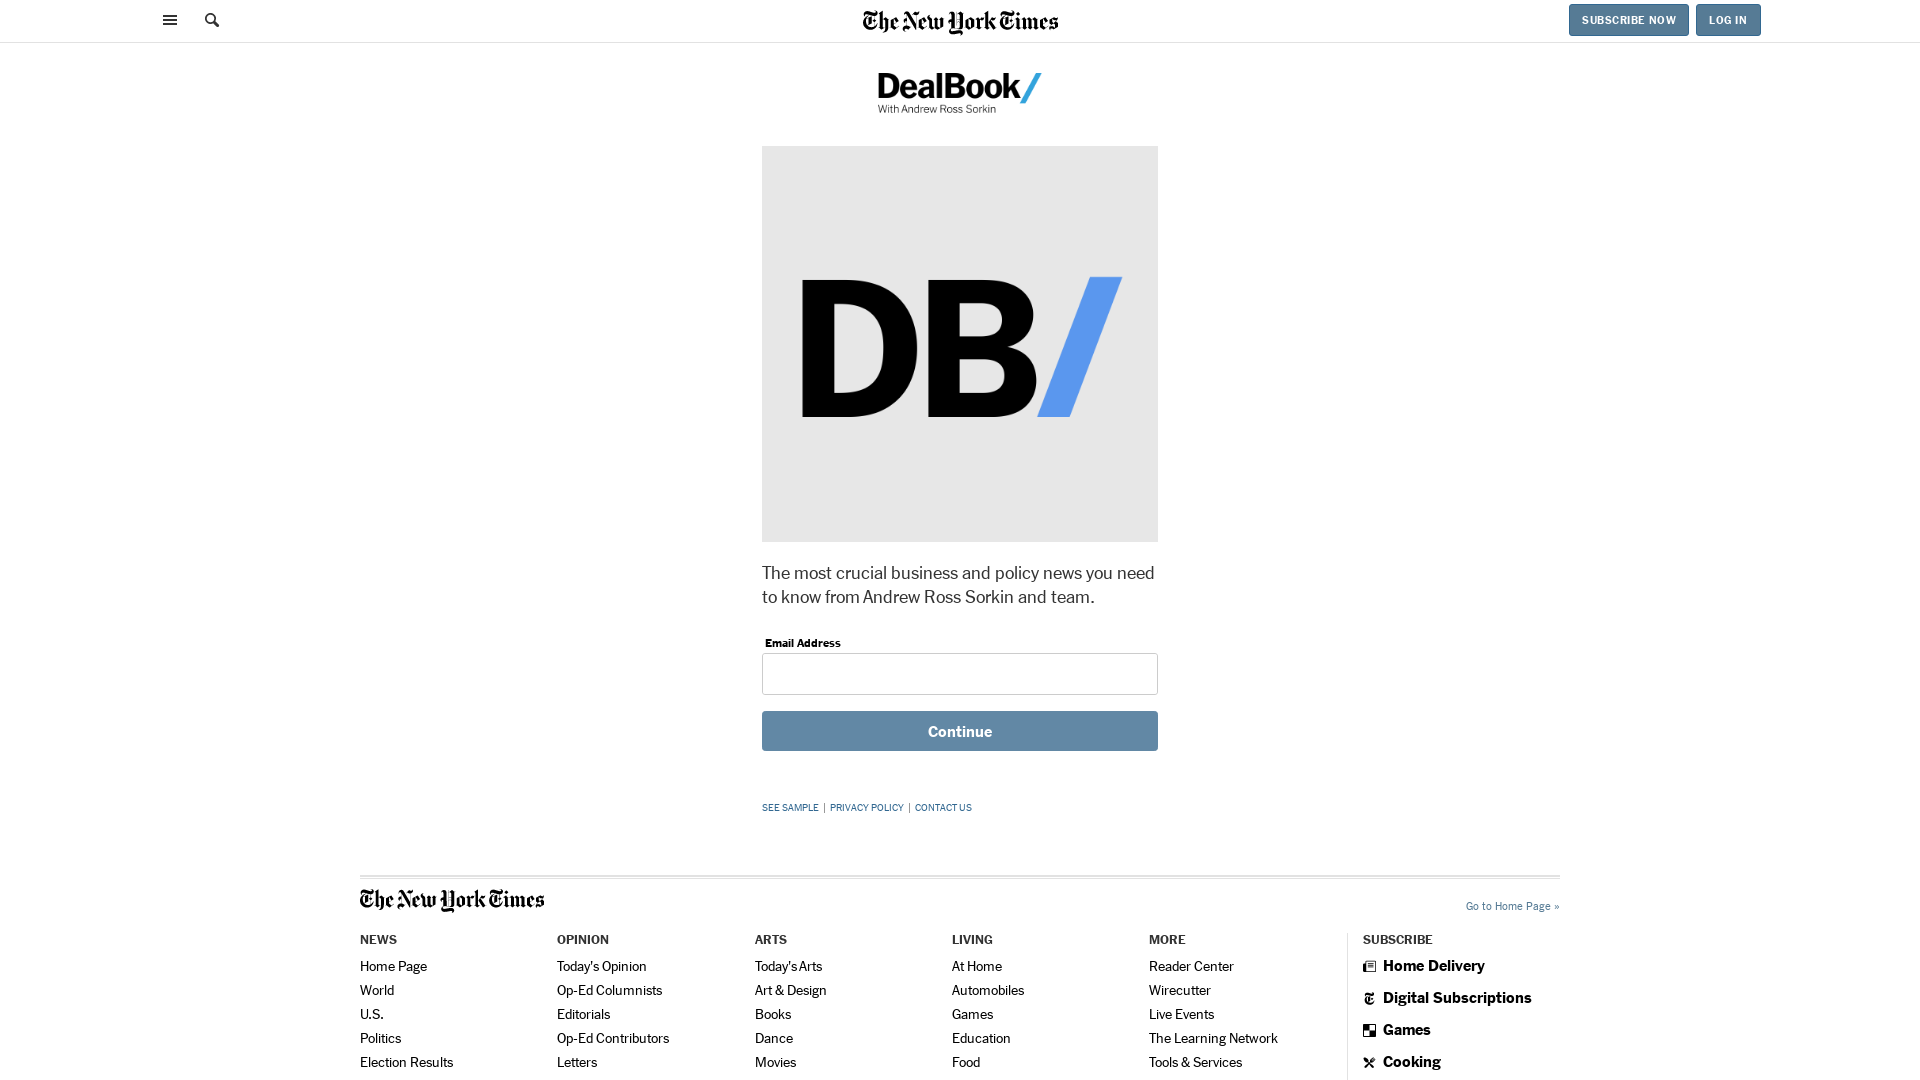 The New York Times
SUBSCRIBE NOW
LOG IN
DealBook/
With Andrew Ross Sorkin
DB/
The most crucial business and policy news you need
to know from Andrew Ross Sorkin and team.
Email Address
Continue
SEE SAMPLE | PRIVACY POLICY | CONTACT US
The New York Times
Go to Home Page »
NEWS
Home Page
World
U.S.
Politics
Election Results
OPINION
Today's Opinion
Op-Ed Columnists
Editorials
Op-Ed Contributors
Letters
ARTS
Today's Arts
Art & Design
Books
Dance
Movies
LIVING
At Home
Automobiles
Games
Education
Food
MORE
Reader Center
Wirecutter
Live Events
The Learning Network
Tools & Services
SUBSCRIBE
Home Delivery
Digital Subscriptions
Games
Cooking